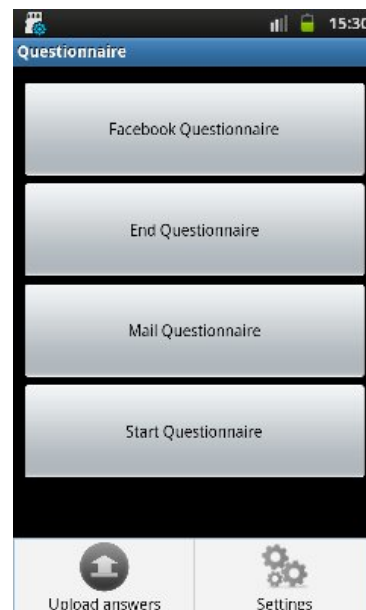 15:30
Questionnaire
Facebook Questionnaire
End Questionnaire
Mail Questionnaire
Start Questionnaire
Upload answers
Settings